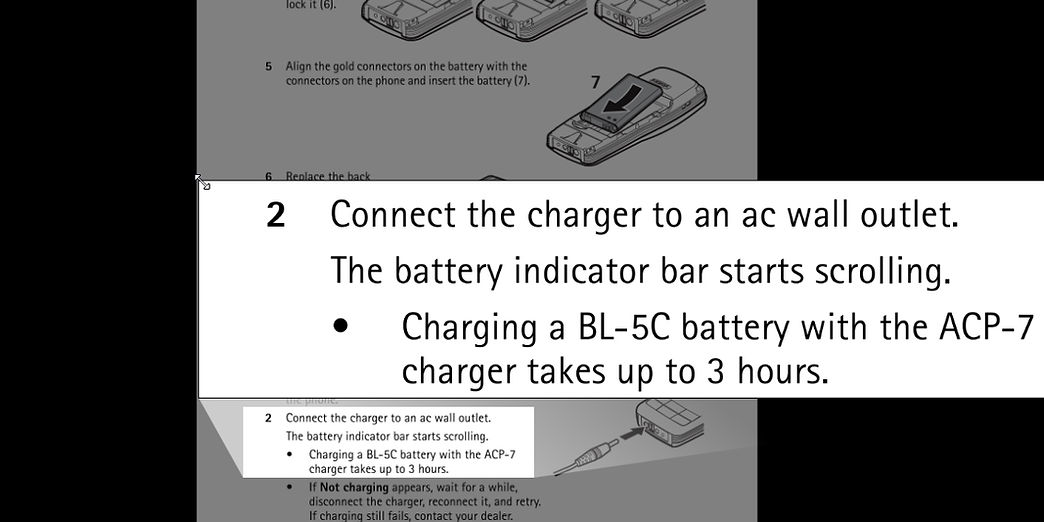 lock it (6).
5 Align the gold connectors on the battery with the
connectors on the phone and insert the battery (7).
7
6 Replace the back
2 Connect the charger to an ac wall outlet.
The battery indicator bar starts scrolling.
• Charging a BL-5C battery with the ACP-7
charger takes up to 3 hours.
the phone.
2 Connect the charger to an ac wall outlet.
The battery indicator bar starts scrolling.
• Charging a BL-5C battery with the ACP-7
charger takes up to 3 hours.
• If Not charging appears, wait for a while,
disconnect the charger, reconnect it, and retry.
If charging still fails, contact your dealer.